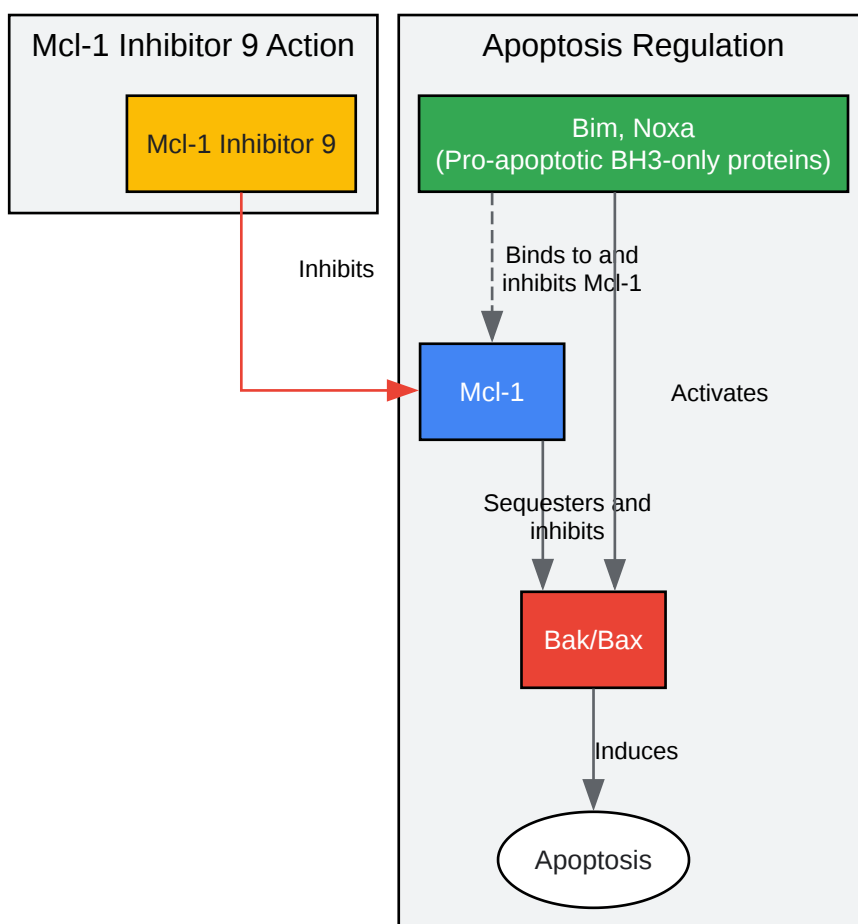 Mcl-1 Inhibitor 9 Action
Apoptosis Regulation
Mcl-1 Inhibitor 9
Bim, Noxa
(Pro-apoptotic BH3-only proteins)
Inhibits
Binds to and
inhibits Mcl-1
Mcl-1
Activates
Sequesters and
inhibits
Bak/Bax
Induces
Apoptosis